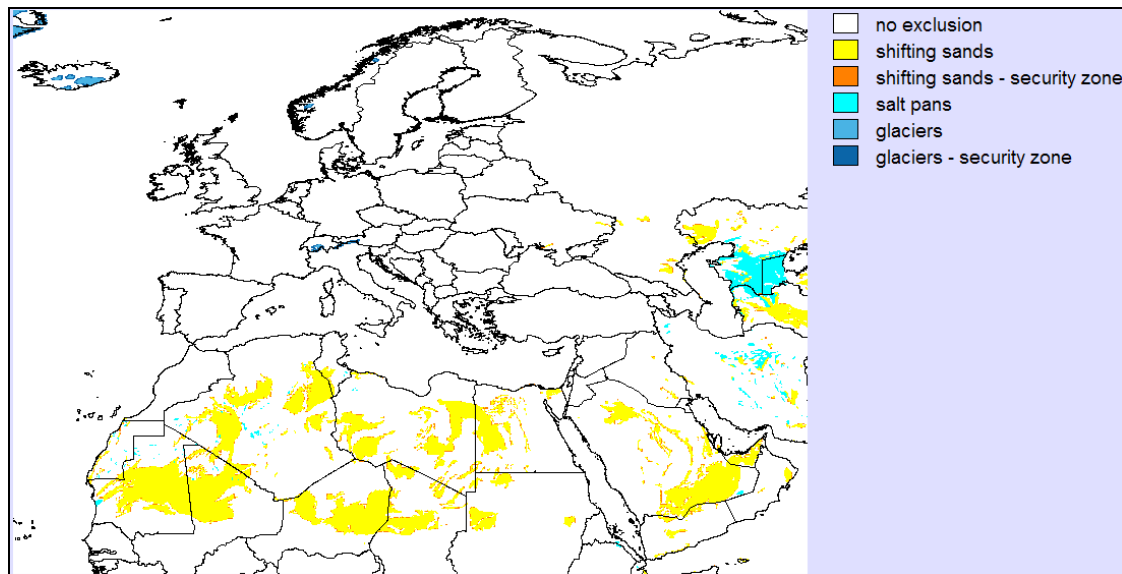 no exclusion
shifting sands
shifting sands - security zone
salt pans
glaciers
glaciers - security zone